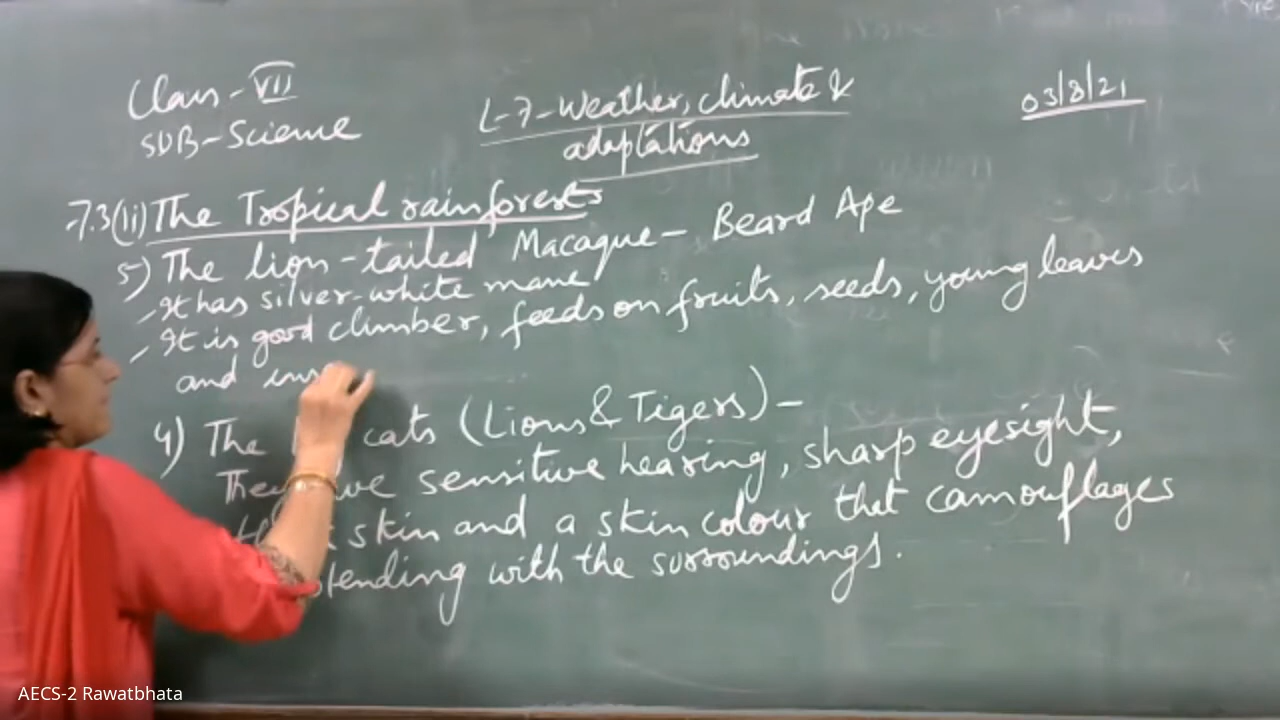 Class - VII
SUB - Science
L-7-Weather, climate &
adaptations
03/8/21
7.3(ii) The Tropical rainforests
5) The lion-tailed Macaque - Beard Ape
- It has silver-white mane
- It is good climber, feeds on fruits, seeds, young leaves
and
4) The cats (Lions & Tigers) -
They sensitive hearing, sharp eyesight,
skin and a skin colour that camouflages
blending with the surroundings.
AECS-2 Rawatbhata